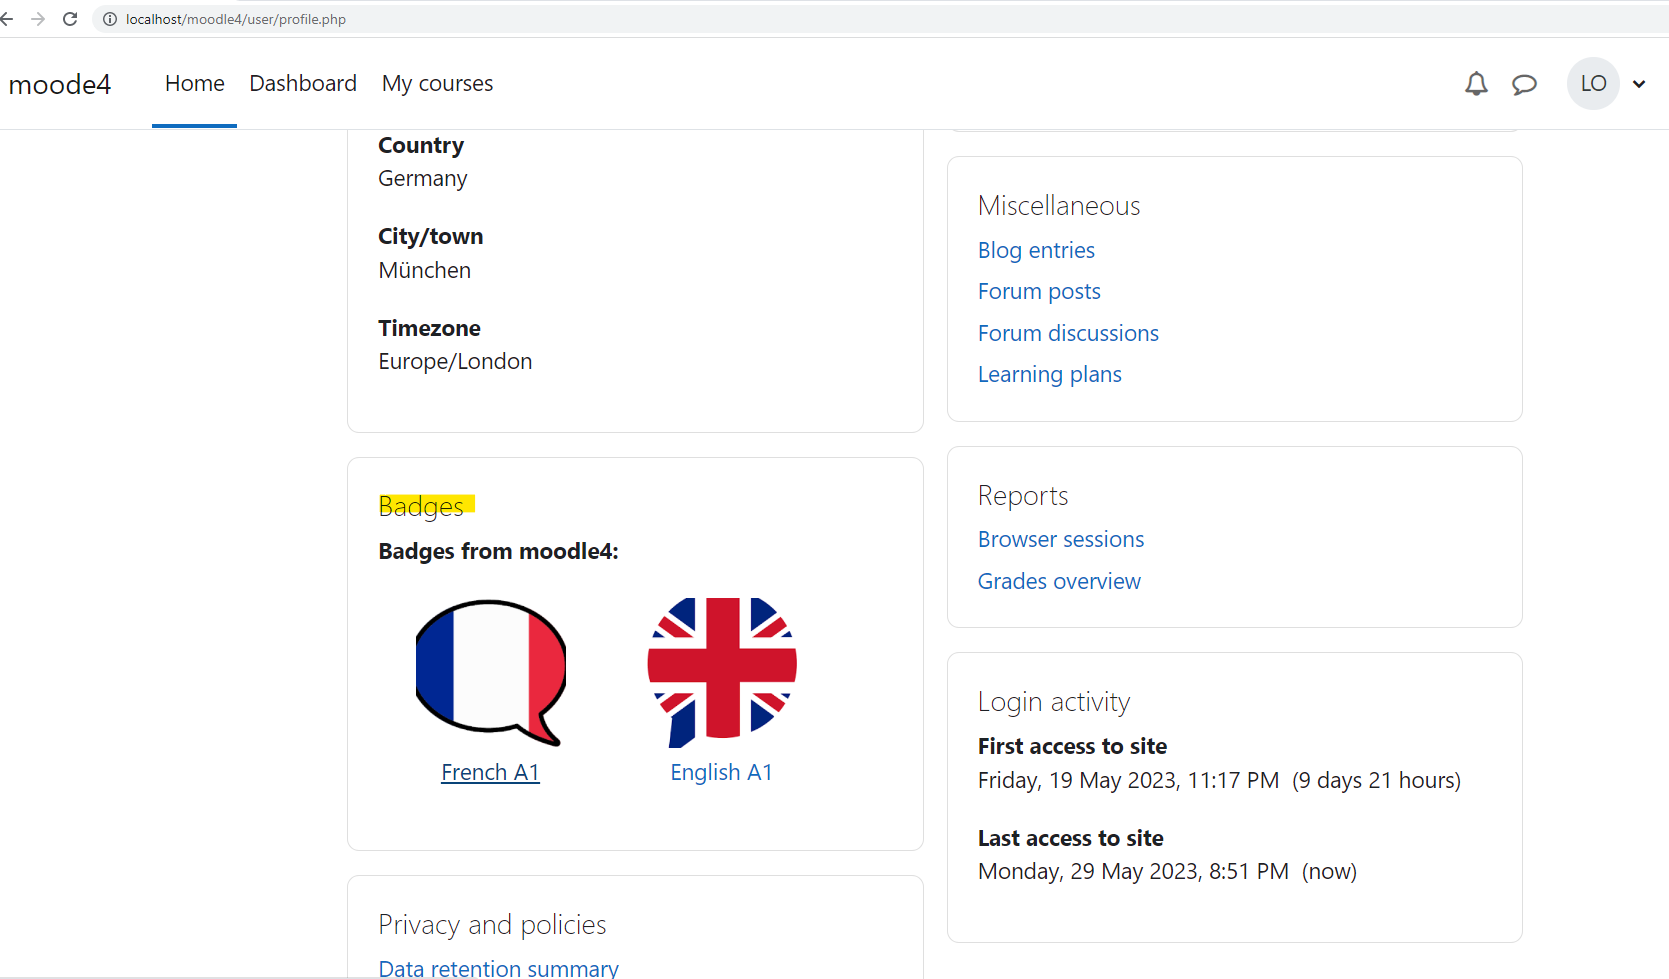 localhost/moodle4/user/profile.php
moode4
Home
Dashboard
My courses
LO
Country
Germany
City/town
München
Timezone
Europe/London
Badges
Badges from moodle4:
French A1
English A1
Privacy and policies
Data retention summary
Miscellaneous
Blog entries
Forum posts
Forum discussions
Learning plans
Reports
Browser sessions
Grades overview
Login activity
First access to site
Friday, 19 May 2023, 11:17 PM  (9 days 21 hours)
Last access to site
Monday, 29 May 2023, 8:51 PM  (now)